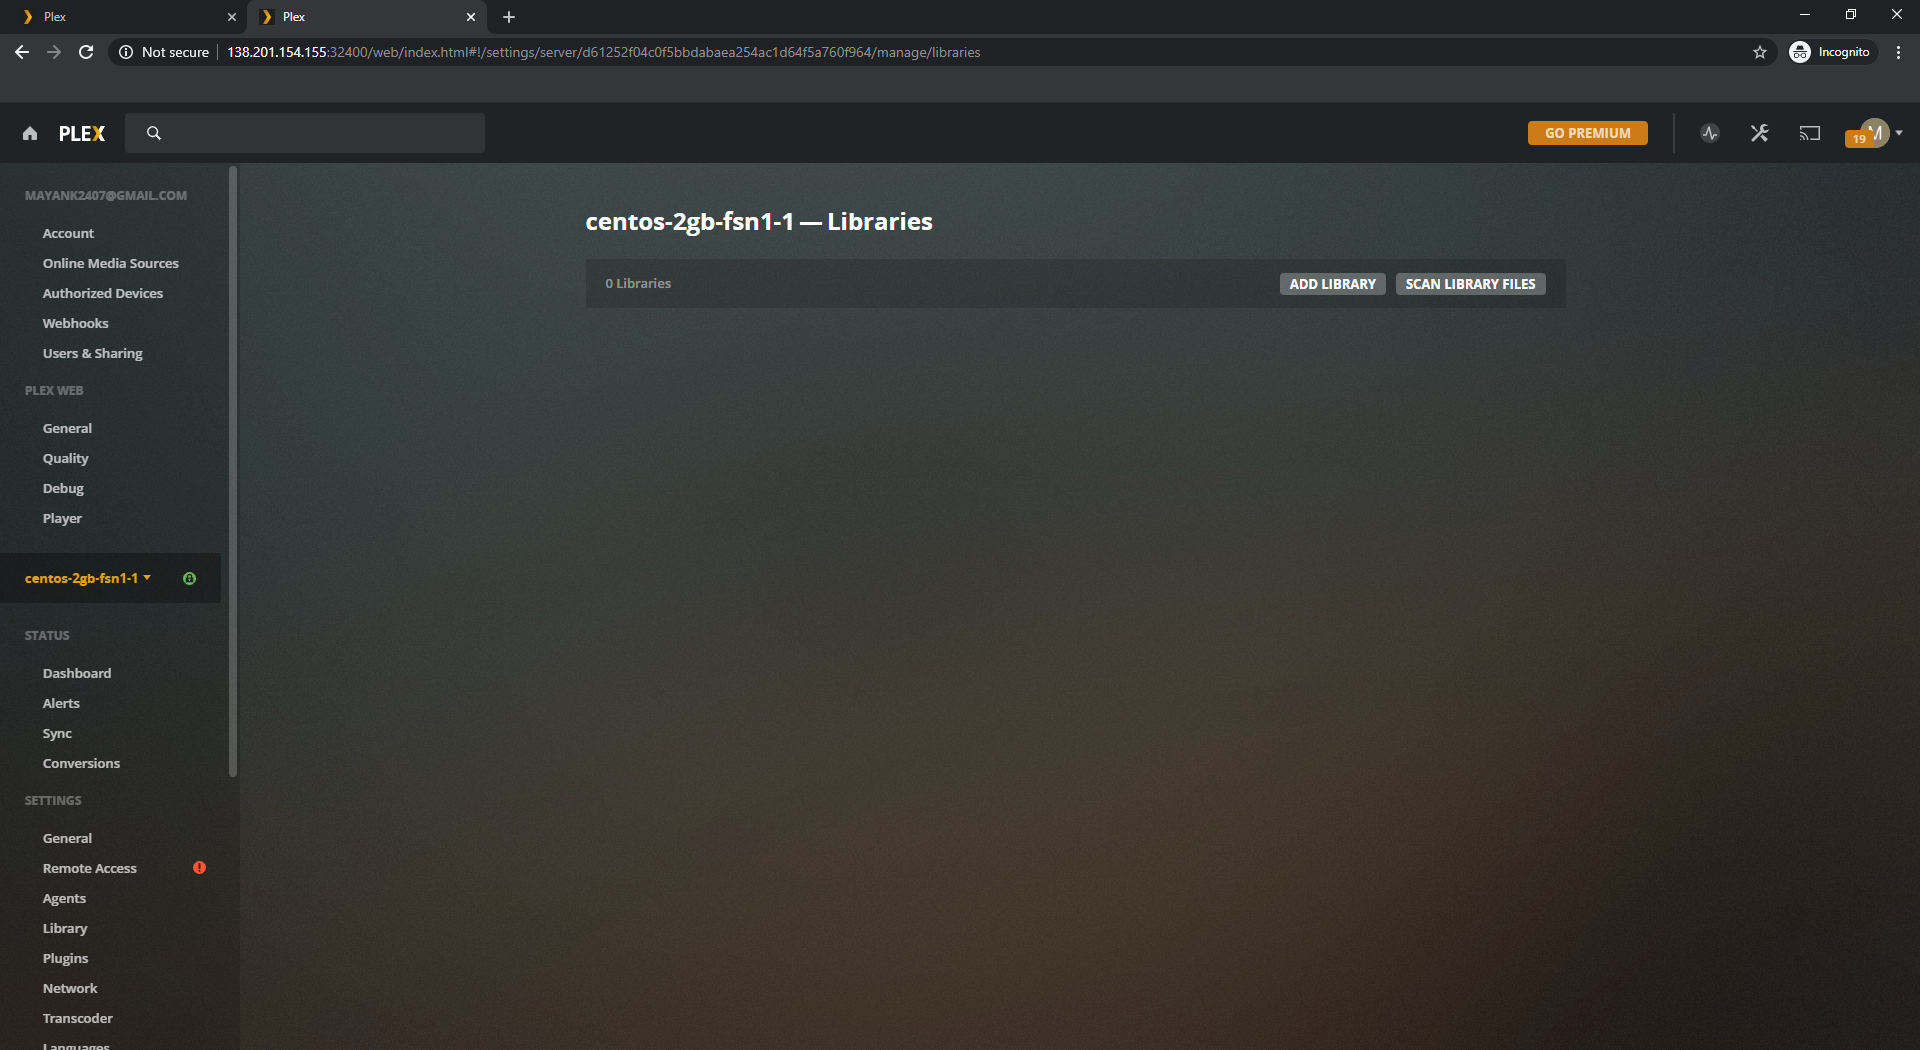 Plex
Plex
Not secure
138.201.154.155:32400/web/index.html#!/settings/server/d61252f04c0f5bbdabaea254ac1d64f5a760f964/manage/libraries
Incognito
PLEX
GO PREMIUM
19
M
MAYANK2407@GMAIL.COM
Account
Online Media Sources
Authorized Devices
Webhooks
Users & Sharing
PLEX WEB
General
Quality
Debug
Player
centos-2gb-fsn1-1
STATUS
Dashboard
Alerts
Sync
Conversions
SETTINGS
General
Remote Access
Agents
Library
Plugins
Network
Transcoder
Languages
centos-2gb-fsn1-1 — Libraries
0 Libraries
ADD LIBRARY
SCAN LIBRARY FILES